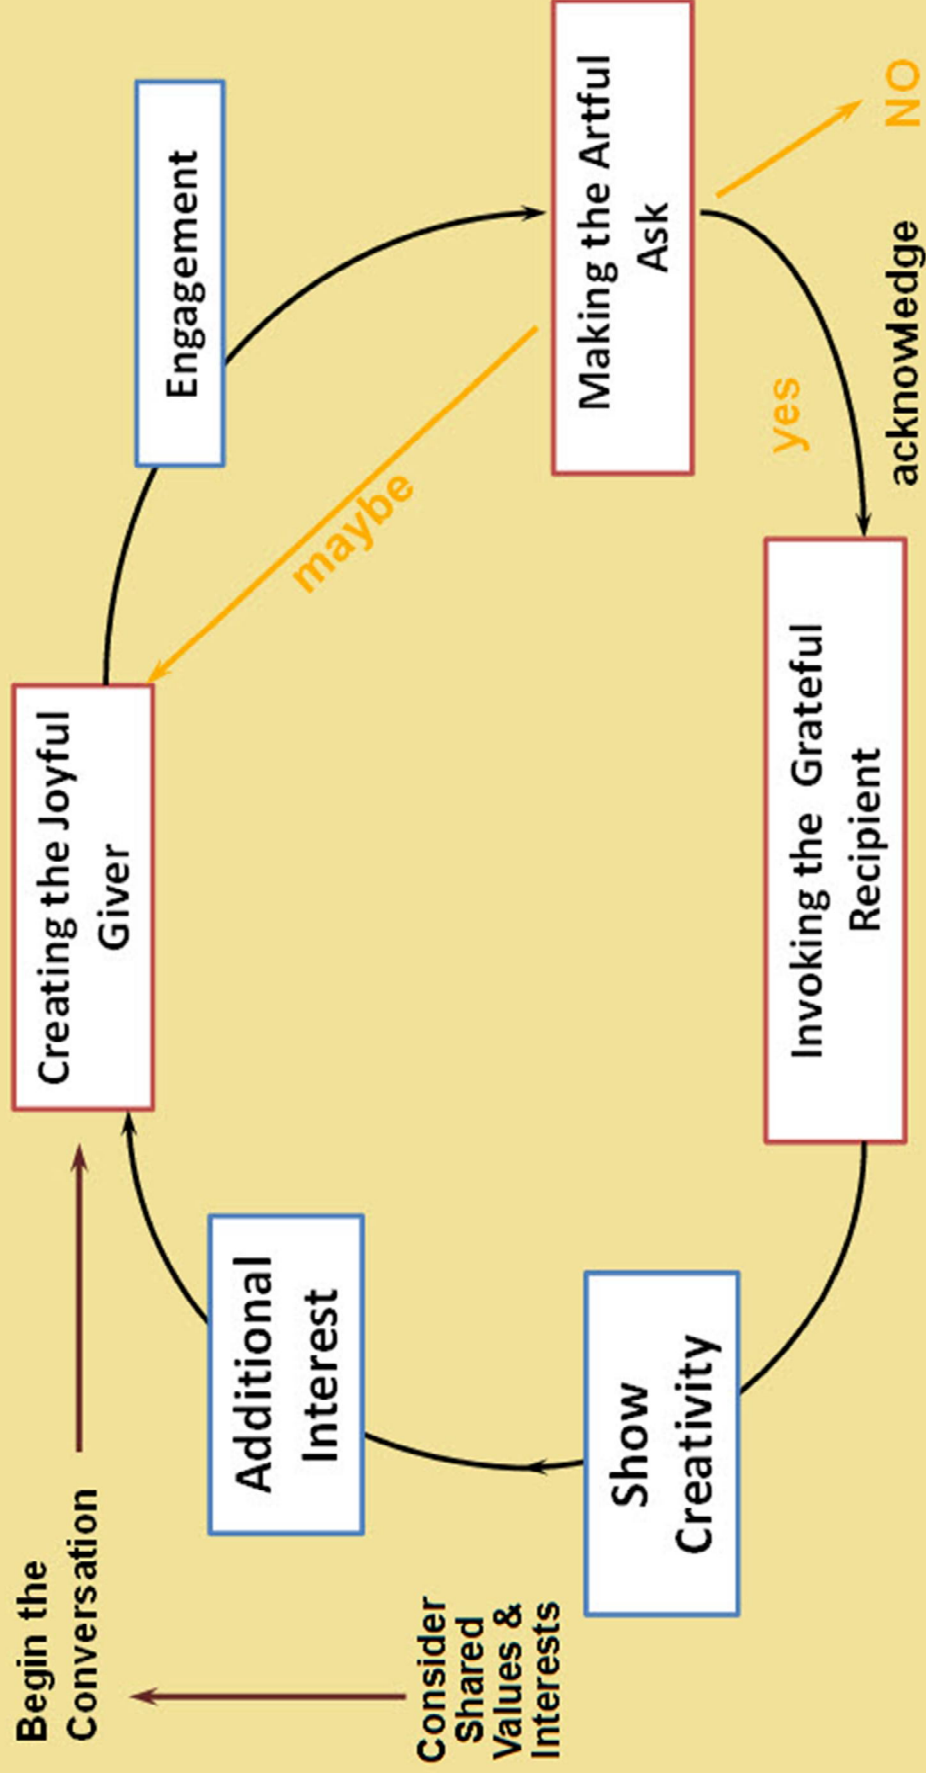 Begin the
Conversation
Consider
Shared
Values &
Interests
Creating the Joyful
Giver
Engagement
Making the Artful
Ask
maybe
NO
yes
acknowledge
Invoking the Grateful
Recipient
Show
Creativity
Additional
Interest